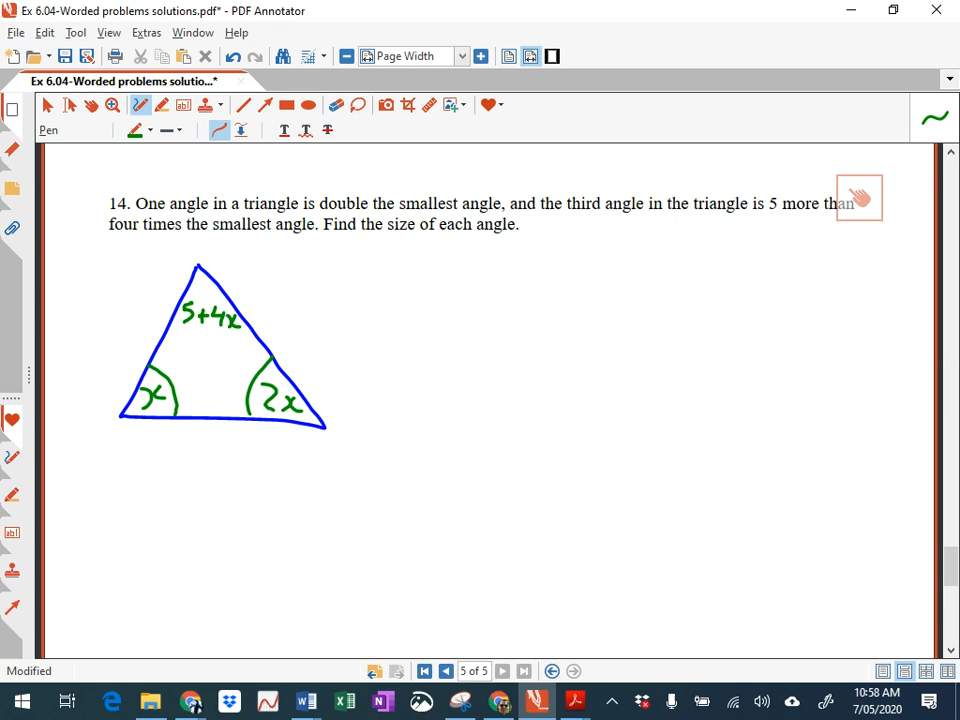 Ex 6.04-Worded problems solutions.pdf* - PDF Annotator
File Edit Tool View Extras Window Help
Page Width
Ex 6.04-Worded problems solutio...*
Pen
14. One angle in a triangle is double the smallest angle, and the third angle in the triangle is 5 more than
four times the smallest angle. Find the size of each angle.
5+4x
x
2x
5 of 5
Modified
10:58 AM
7/05/2020